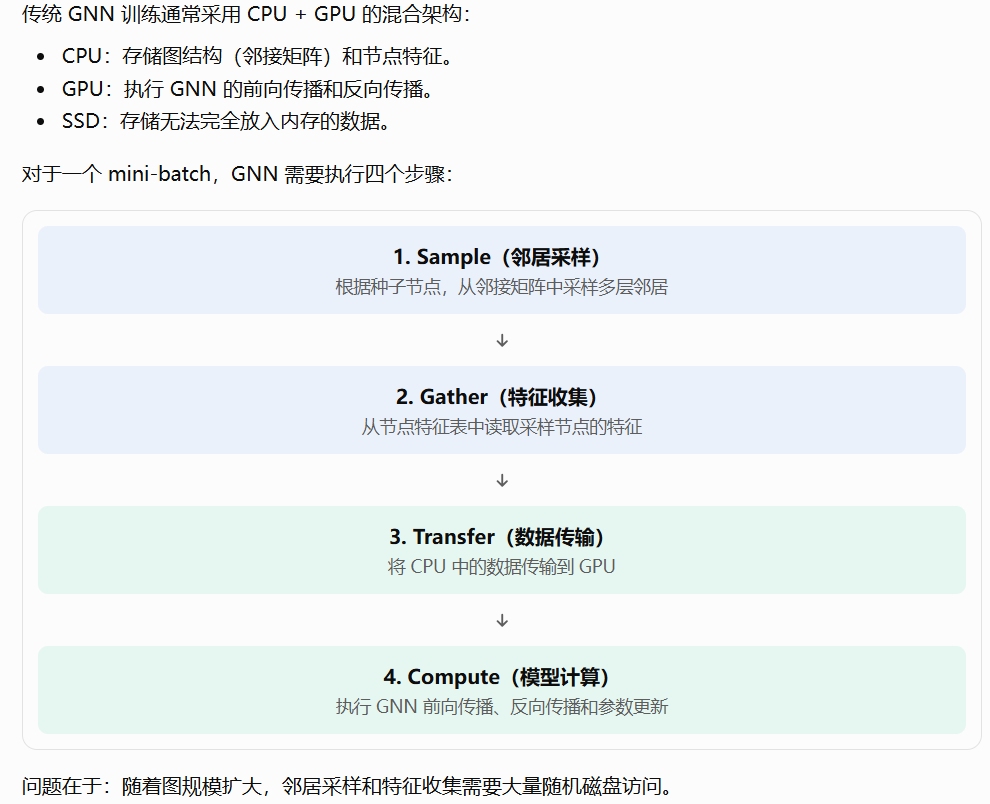 传统 GNN 训练通常采用 CPU + GPU 的混合架构：
• CPU：存储图结构（邻接矩阵）和节点特征。
• GPU：执行 GNN 的前向传播和反向传播。
• SSD：存储无法完全放入内存的数据。
对于一个 mini-batch，GNN 需要执行四个步骤：
1. Sample（邻居采样）
根据种子节点，从邻接矩阵中采样多层邻居
↓
2. Gather（特征收集）
从节点特征表中读取采样节点的特征
↓
3. Transfer（数据传输）
将 CPU 中的数据传输到 GPU
↓
4. Compute（模型计算）
执行 GNN 前向传播、反向传播和参数更新
问题在于：随着图规模扩大，邻居采样和特征收集需要大量随机磁盘访问。